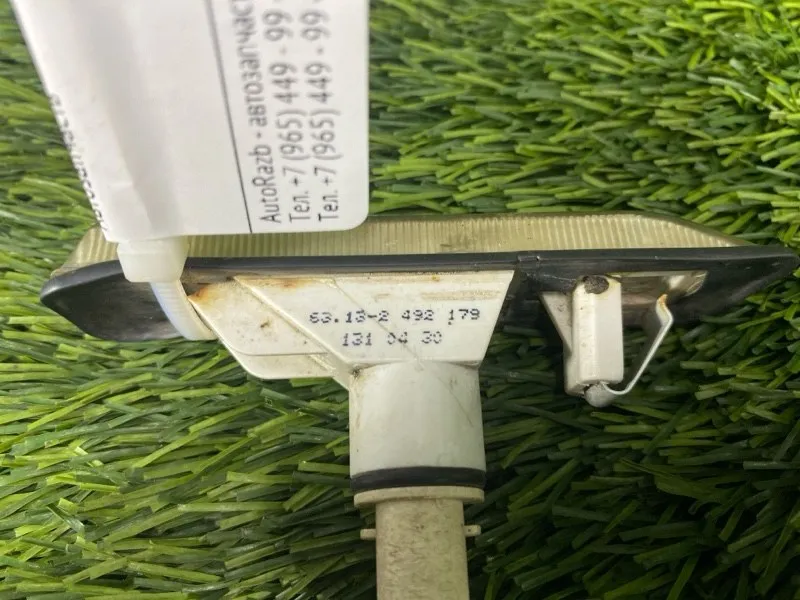 AutoRazb - автозапчаст
Тел. +7 (965) 449 - 99 -
Тел. +7 (965) 449 - 99 -
63.13-2 492 179
131 04 30